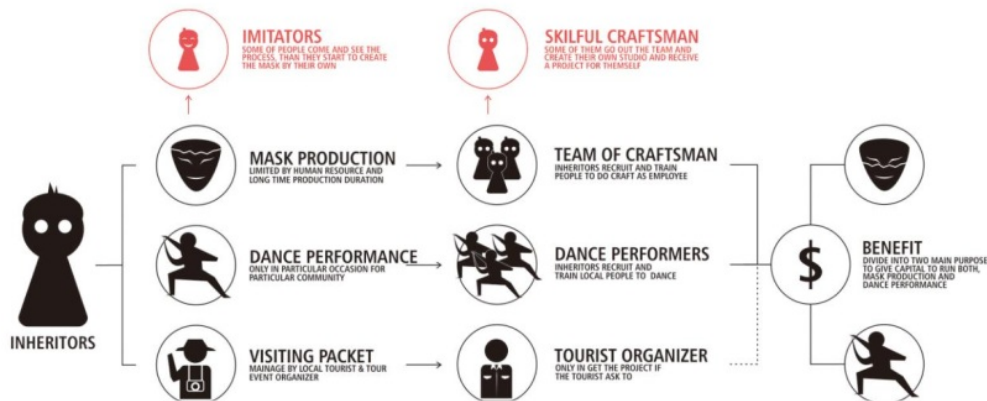 IMITATORS
SOME OF PEOPLE COME AND SEE THE
PROCESS, THAN THEY START TO CREATE
THE MASK BY THEIR OWN
SKILFUL CRAFTSMAN
SOME OF THEM GO OUT THE TEAM AND
CREATE THEIR OWN STUDIO AND RECEIVE
A PROJECT FOR THEMSELF
MASK PRODUCTION
LIMITED BY HUMAN RESOURCE AND
LONG TIME PRODUCTION DURATION
TEAM OF CRAFTSMAN
INHERITORS RECRUIT AND TRAIN
PEOPLE TO DO CRAFT AS EMPLOYEE
INHERITORS
DANCE PERFORMANCE
ONLY IN PARTICULAR OCCASION FOR
PARTICULAR COMMUNITY
DANCE PERFORMERS
INHERITORS RECRUIT AND
TRAIN LOCAL PEOPLE TO DANCE
$
BENEFIT
DIVIDE INTO TWO MAIN PURPOSE
TO GIVE CAPITAL TO RUN BOTH,
MASK PRODUCTION AND
DANCE PERFORMANCE
VISITING PACKET
MAINAGE BY LOCAL TOURIST & TOUR
EVENT ORGANIZER
TOURIST ORGANIZER
ONLY IN GET THE PROJECT IF
THE TOURIST ASK TO